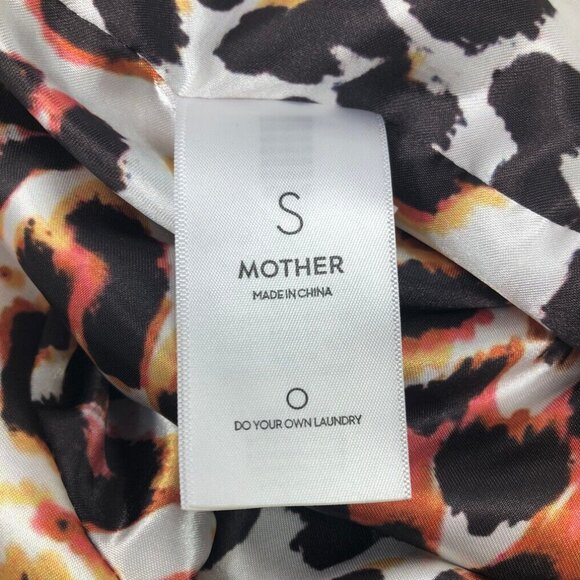 S
MOTHER
MADE IN CHINA
DO YOUR OWN LAUNDRY